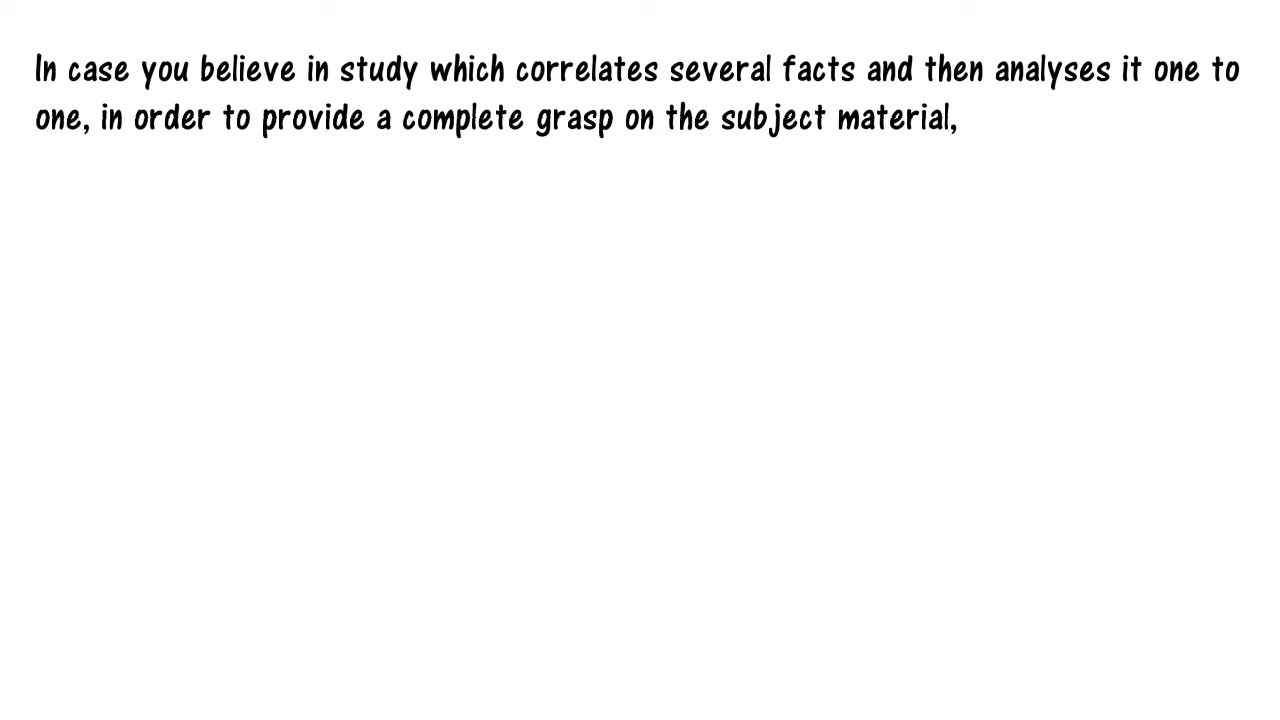 In case you believe in study which correlates several facts and then analyses it one to
one, in order to provide a complete grasp on the subject material,